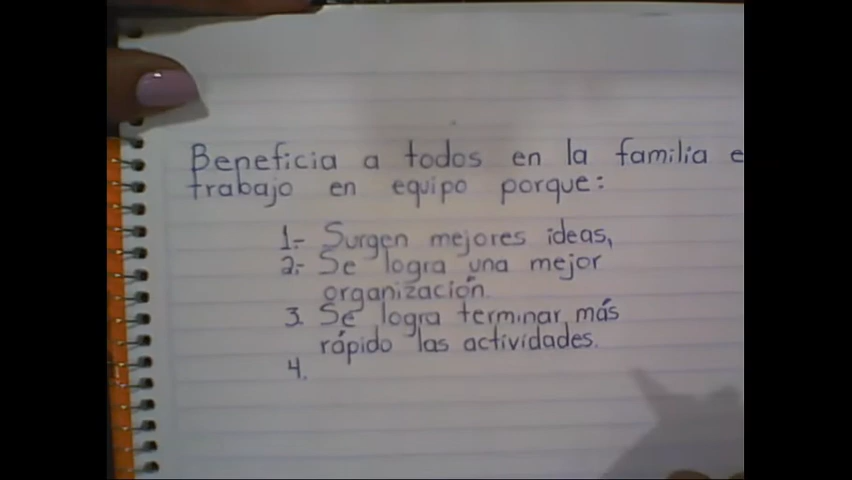 Beneficia a todos en la familia e
trabajo en equipo porque:
1.- Surgen mejores ideas,
2.- Se logra una mejor
organización.
3. Se logra terminar más
rápido las actividades.
4.